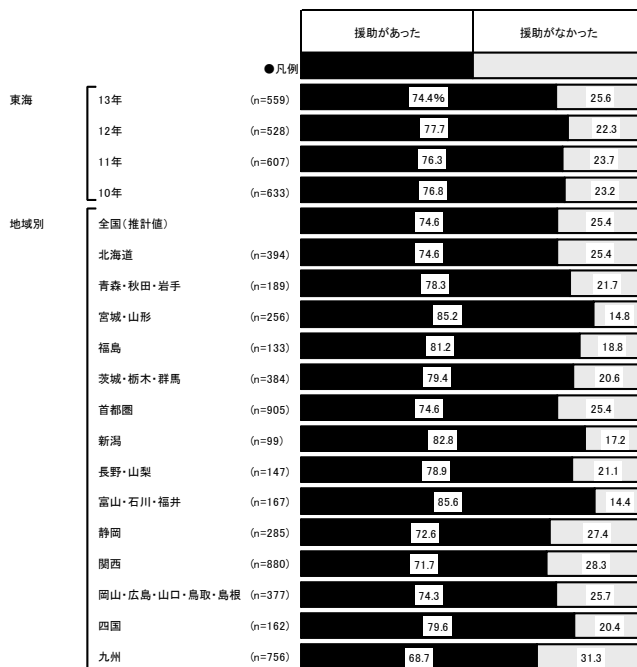 援助があった 援助がなかった
●凡例
東海 13年 (n=559) 74.4% 25.6
12年 (n=528) 77.7 22.3
11年 (n=607) 76.3 23.7
10年 (n=633) 76.8 23.2
地域別 全国(推計値) 74.6 25.4
北海道 (n=394) 74.6 25.4
青森・秋田・岩手 (n=189) 78.3 21.7
宮城・山形 (n=256) 85.2 14.8
福島 (n=133) 81.2 18.8
茨城・栃木・群馬 (n=384) 79.4 20.6
首都圏 (n=905) 74.6 25.4
新潟 (n=99) 82.8 17.2
長野・山梨 (n=147) 78.9 21.1
富山・石川・福井 (n=167) 85.6 14.4
静岡 (n=285) 72.6 27.4
関西 (n=880) 71.7 28.3
岡山・広島・山口・鳥取・島根 (n=377) 74.3 25.7
四国 (n=162) 79.6 20.4
九州 (n=756) 68.7 31.3